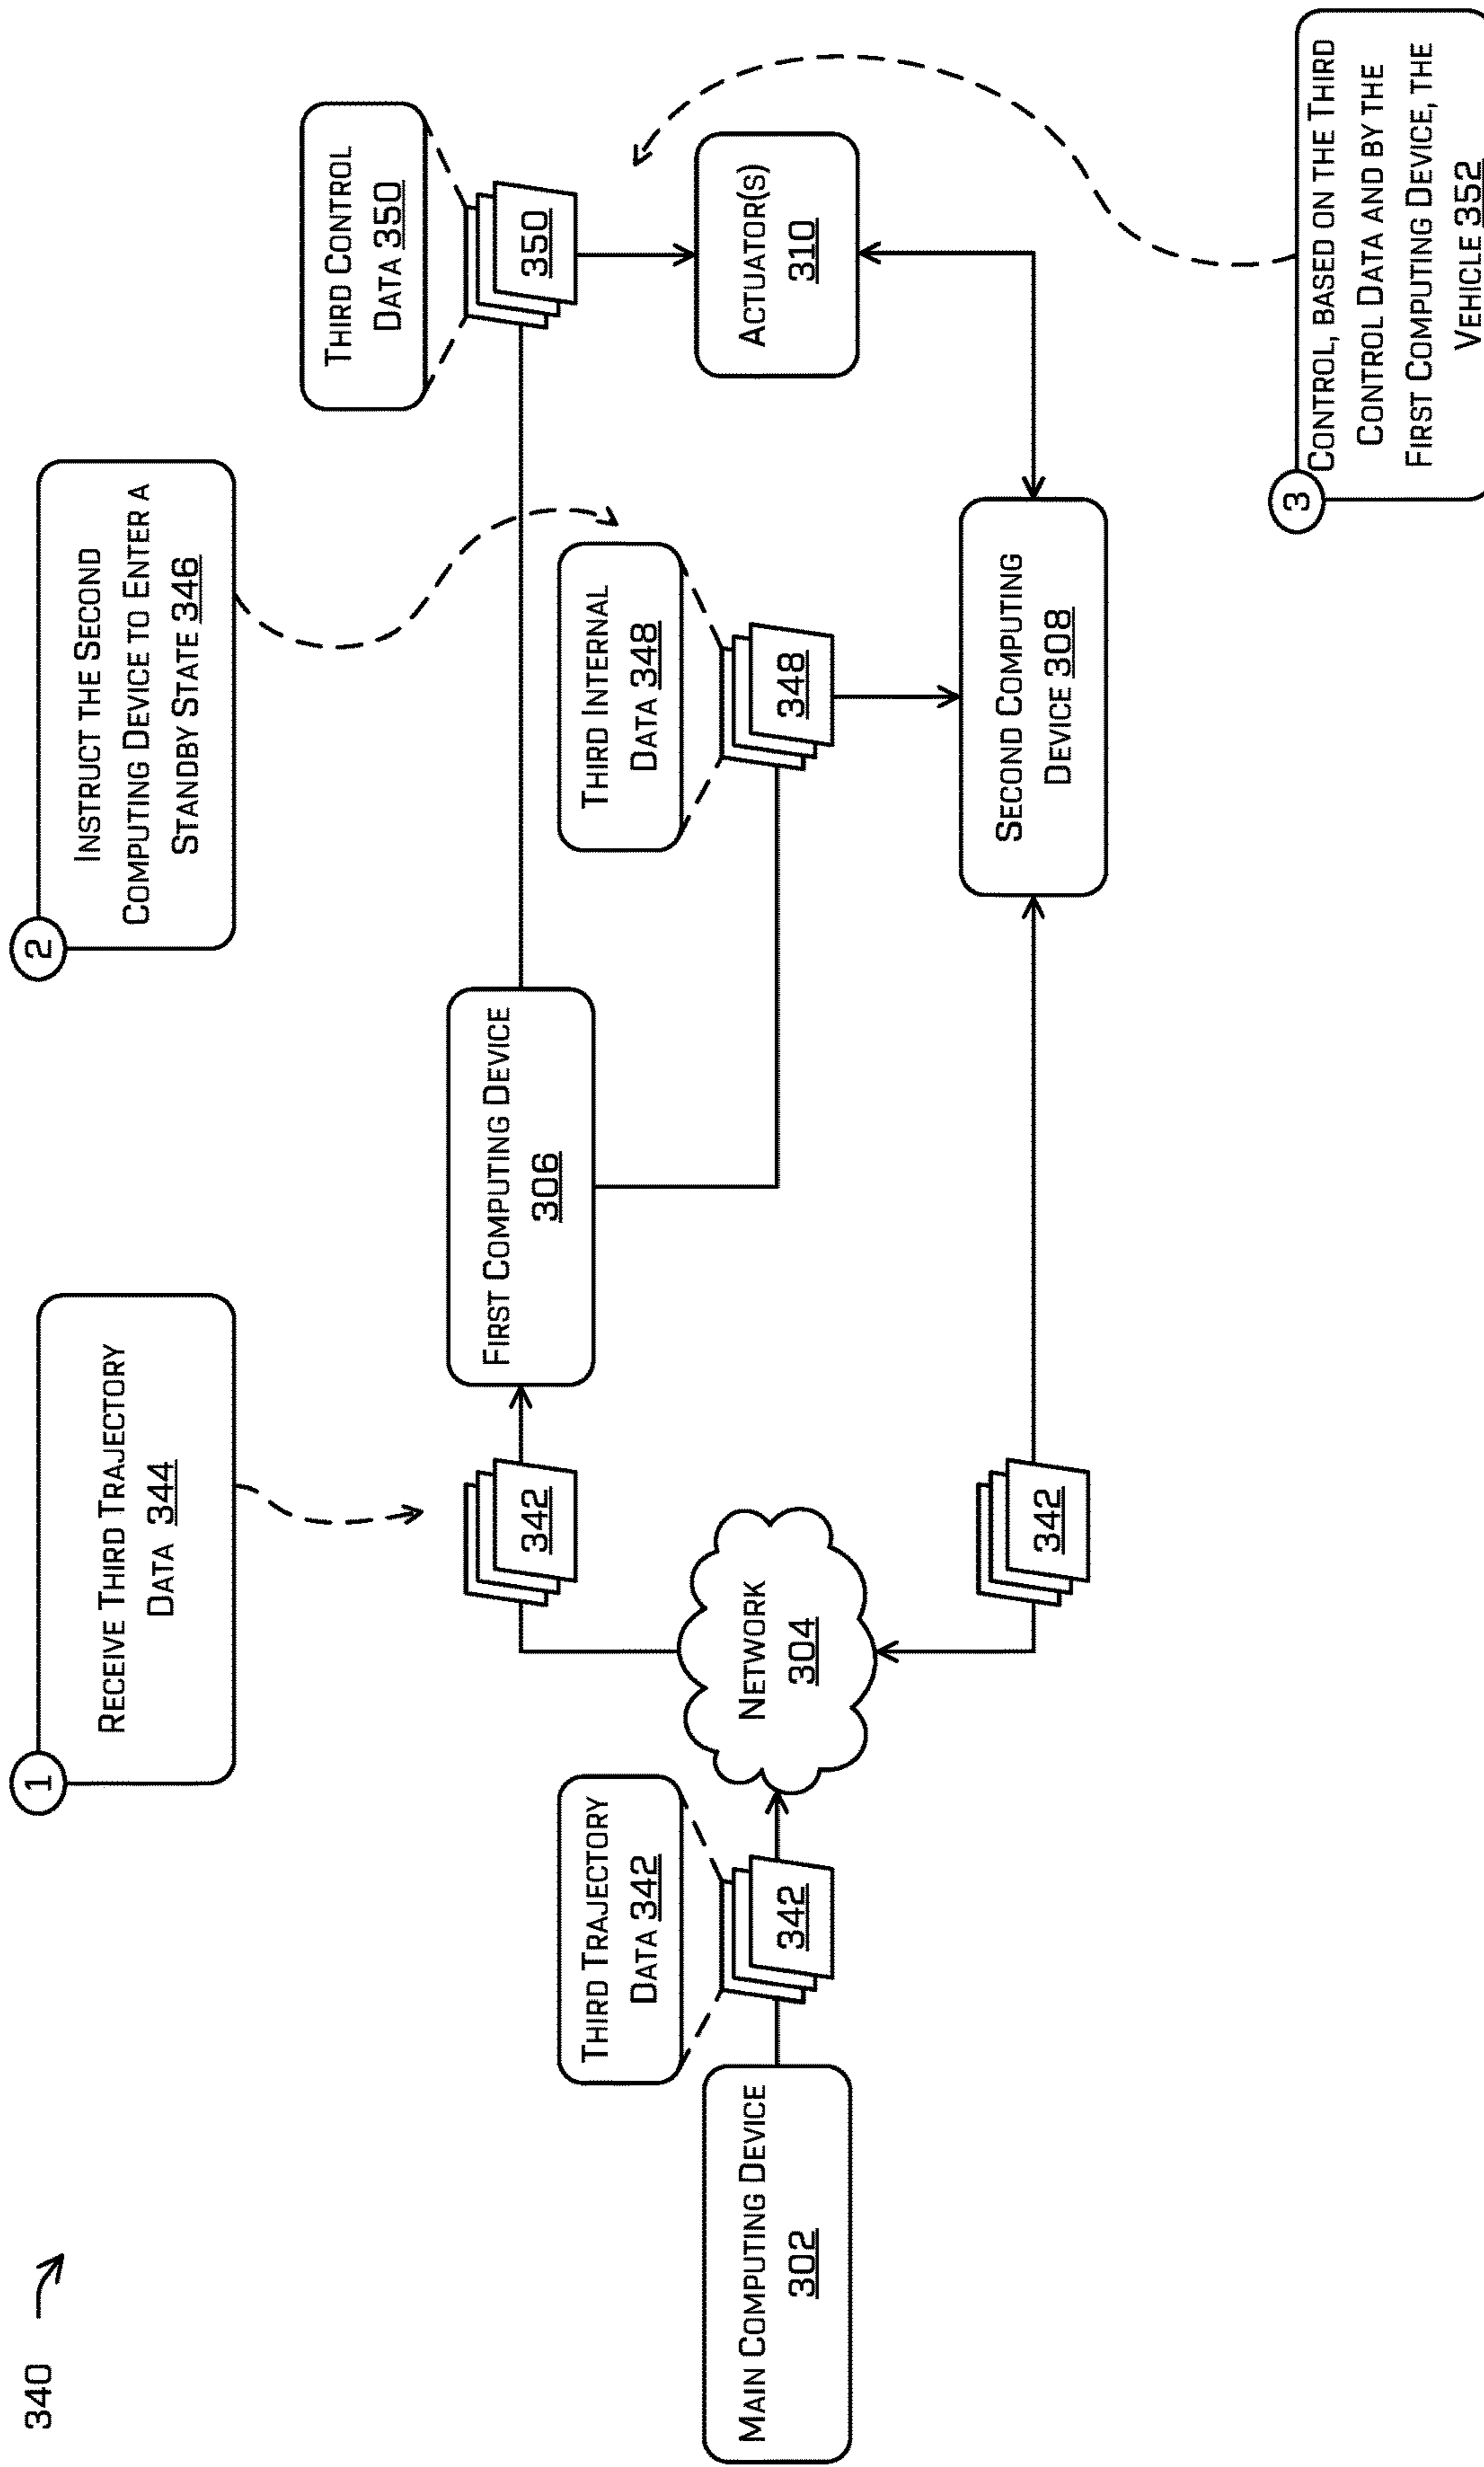 340
1
RECEIVE THIRD TRAJECTORY
DATA 344
2
INSTRUCT THE SECOND
COMPUTING DEVICE TO ENTER A
STANDBY STATE 346
THIRD CONTROL
DATA 350
350
342
FIRST COMPUTING DEVICE
306
THIRD TRAJECTORY
DATA 342
342
THIRD INTERNAL
DATA 348
348
MAIN COMPUTING DEVICE
302
NETWORK
304
ACTUATOR(S)
310
342
SECOND COMPUTING
DEVICE 308
3
CONTROL, BASED ON THE THIRD
CONTROL DATA AND BY THE
FIRST COMPUTING DEVICE, THE
VEHICLE 352